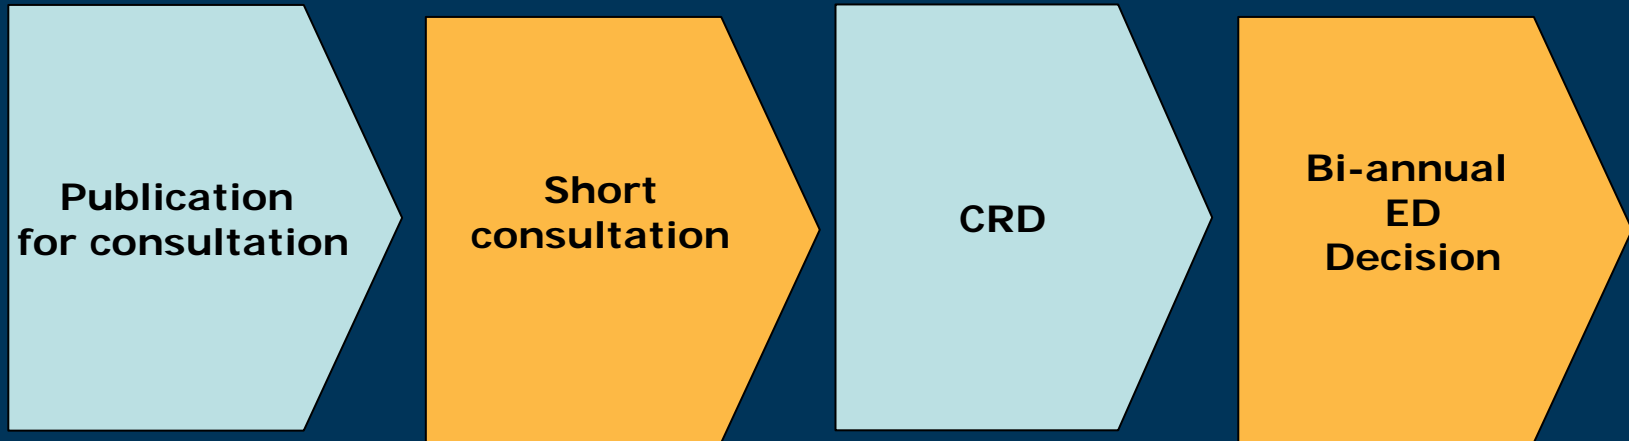 Publication
for consultation
Short
consultation
CRD
Bi-annual
ED
Decision